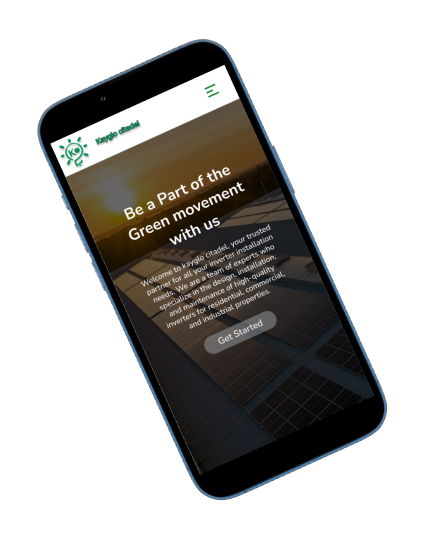 Kayglo citadel
Be a Part of the
Green movement
with us
Welcome to kayglo citadel, your trusted
partner for all your inverter installation
needs. We are a team of experts who
specialize in the design, installation,
and maintenance of high-quality
inverters for residential, commercial,
and industrial properties.
Get Started